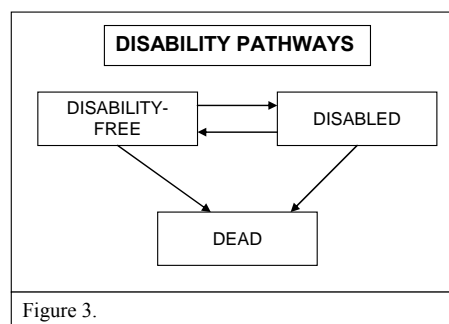 DISABILITY PATHWAYS
DISABILITY-
FREE
DISABLED
DEAD
Figure 3.